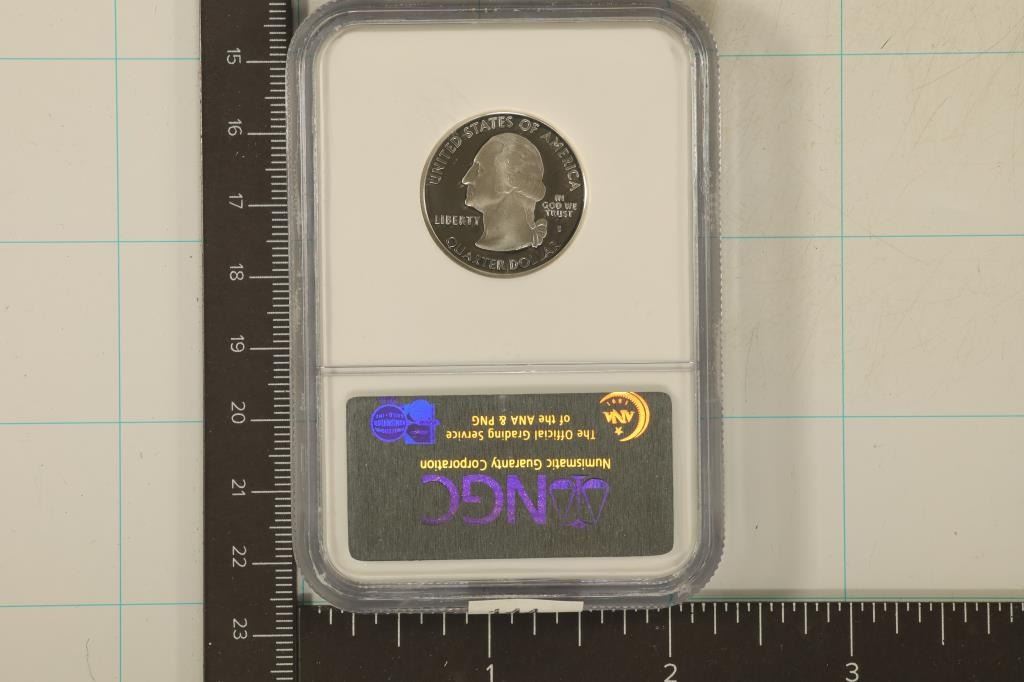 15
16
17
18
19
20
21
22
23
UNITED STATES OF AMERICA
LIBERTY
IN
GOD WE
TRUST
S
QUARTER DOLLAR
NGC
Numismatic Guaranty Corporation
The Official Grading Service
of the ANA & PNG
ANA
1891
1
2
3